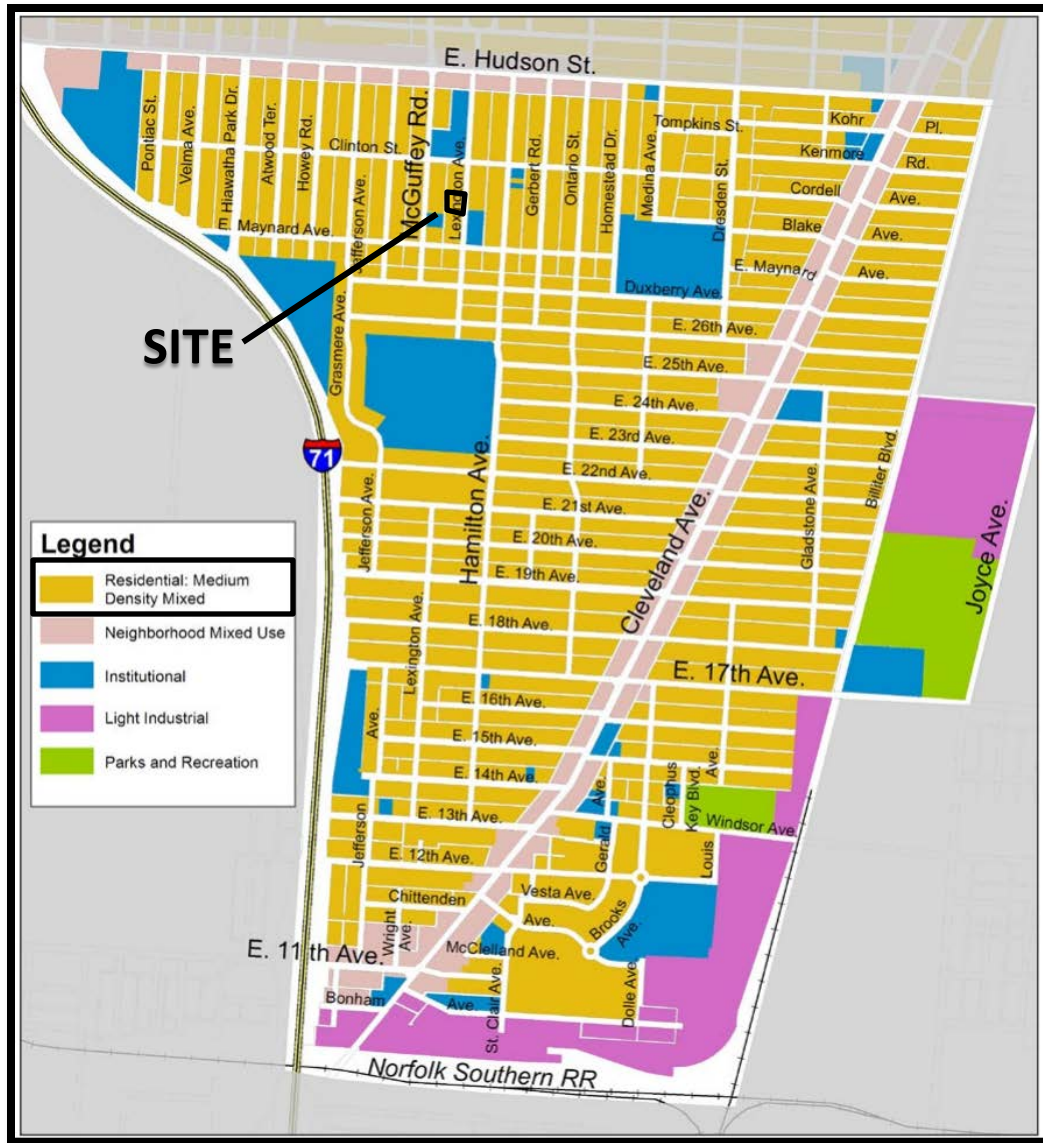 E. Hudson St.
Pontiac St.
Velma Ave.
E Hiawatha Park Dr.
Atwood Ter.
Howey Rd.
Clinton St.
Jefferson Ave.
McGuffey Rd.
Lexington Ave.
Gerbert Rd.
Ontario St.
Homestead Dr.
Medina Ave.
Tompkins St.
Dresden St.
Kohr
Pl.
Kenmore
Rd.
Cordell
Ave.
Blake
Ave.
E. Maynard
Ave.
Maynard Ave.
Duxberry Ave.
SITE
Grasmere Ave.
E. 26th Ave.
E. 25th Ave.
E. 24th Ave.
E. 23rd Ave.
E. 22nd Ave.
E. 21st Ave.
E. 20th Ave.
E. 19th Ave.
E. 18th Ave.
E. 17th Ave.
E. 16th Ave.
E. 15th Ave.
E. 14th Ave.
E. 13th Ave.
E. 12th Ave.
71
Jefferson Ave.
Hamilton Ave.
Cleveland Ave.
Gladstone Ave.
Billiter Blvd.
Joyce Ave.
Lexington Ave.
Legend
Residential: Medium
Density Mixed
Neighborhood Mixed Use
Institutional
Light Industrial
Parks and Recreation
Ave.
Jefferson
Gerald
Ave.
Cleophus
Key Blvd.
Ave.
Louis
Windsor Ave.
Vesta Ave.
Chittenden
Ave.
Brooks
Ave.
Wright
Ave.
McClelland Ave.
E. 11th Ave.
Bonham
Ave.
St. Clair Ave.
Dolle Ave.
Norfolk Southern RR